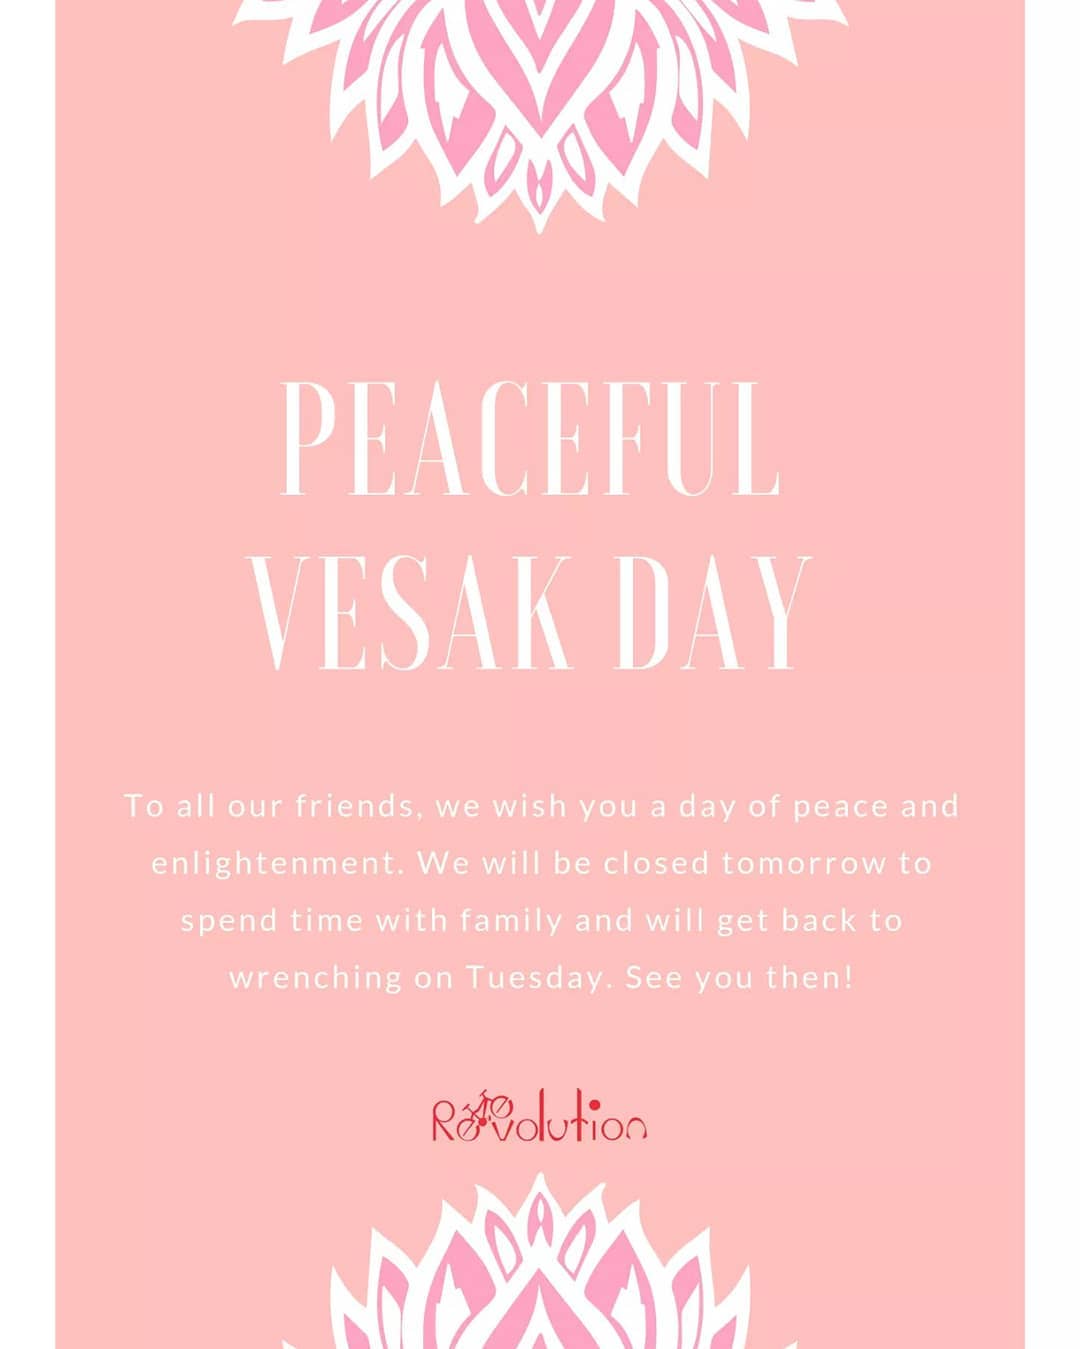 PEACEFUL
VESAK DAY
To all our friends, we wish you a day of peace and
enlightenment. We will be closed tomorrow to
spend time with family and will get back to
wrenching on Tuesday. See you then!
Revolution